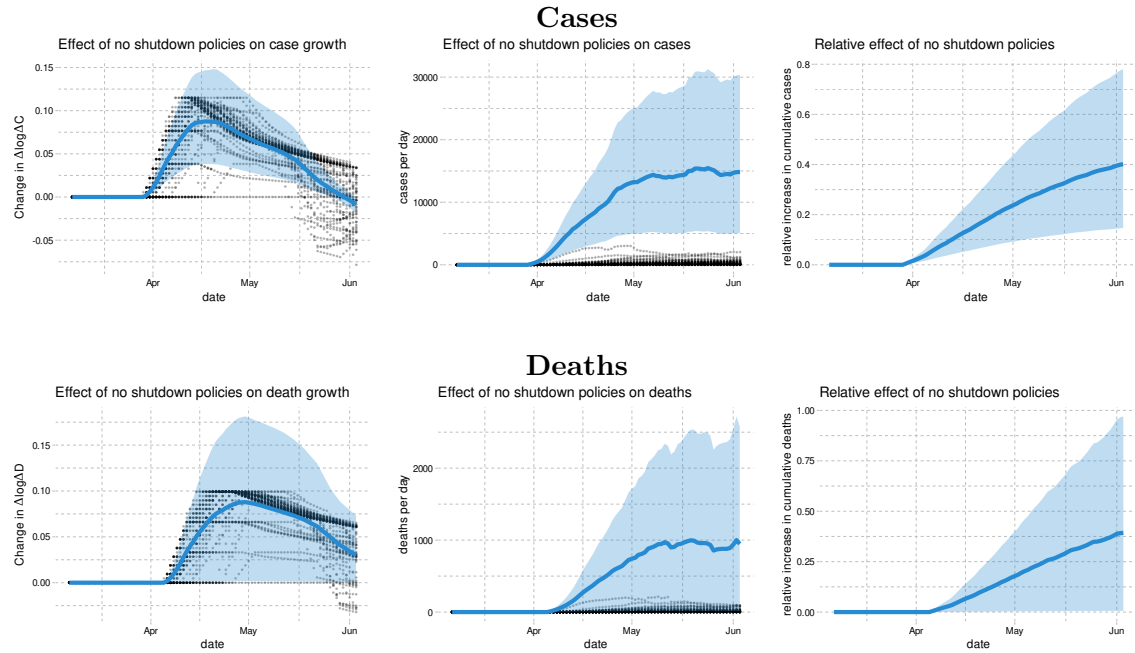 Cases
Effect of no shutdown policies on case growth
Effect of no shutdown policies on cases
Relative effect of no shutdown policies
Change in ΔlogΔC
0.15
0.10
0.05
0.00
-0.05
Apr
May
Jun
date
cases per day
30000
20000
10000
0
Apr
May
Jun
date
relative increase in cumulative cases
0.8
0.6
0.4
0.2
0.0
Apr
May
Jun
date
Deaths
Effect of no shutdown policies on death growth
Effect of no shutdown policies on deaths
Relative effect of no shutdown policies
Change in ΔlogΔD
0.15
0.10
0.05
0.00
Apr
May
Jun
date
deaths per day
2000
1000
0
Apr
May
Jun
date
relative increase in cumulative deaths
1.00
0.75
0.50
0.25
0.00
Apr
May
Jun
date